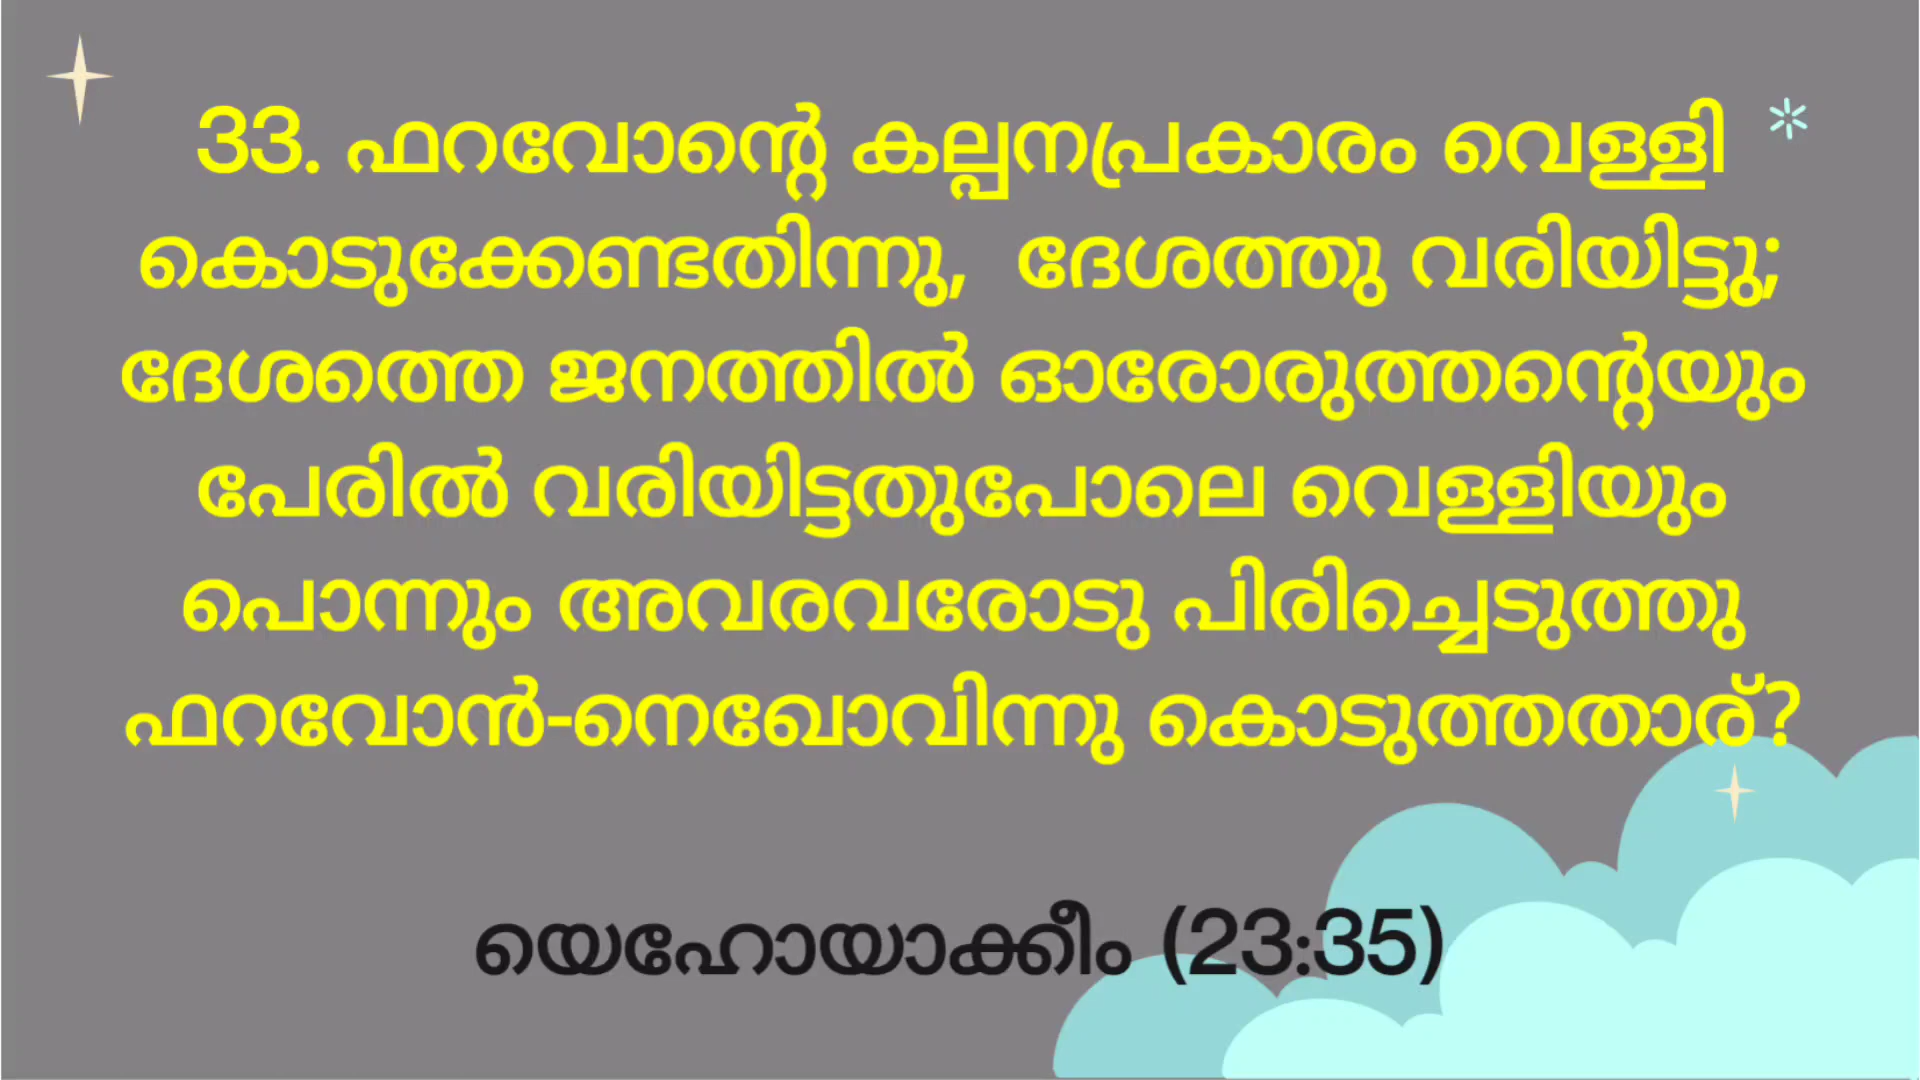 33. ഫറവോന്റെ കല്പനപ്രകാരം വെള്ളി
കൊടുക്കേണ്ടതിന്നു, ദേശത്തു വരിയിട്ടു;
ദേശത്തെ ജനത്തിൽ ഓരോരുത്തന്റെയും
പേരിൽ വരിയിട്ടതുപോലെ വെള്ളിയും
പൊന്നും അവരവരോടു പിരിച്ചെടുത്തു
ഫറവോൻ-നെഖോവിന്നു കൊടുത്തതാര്?
യെഹോയാക്കീം (23:35)